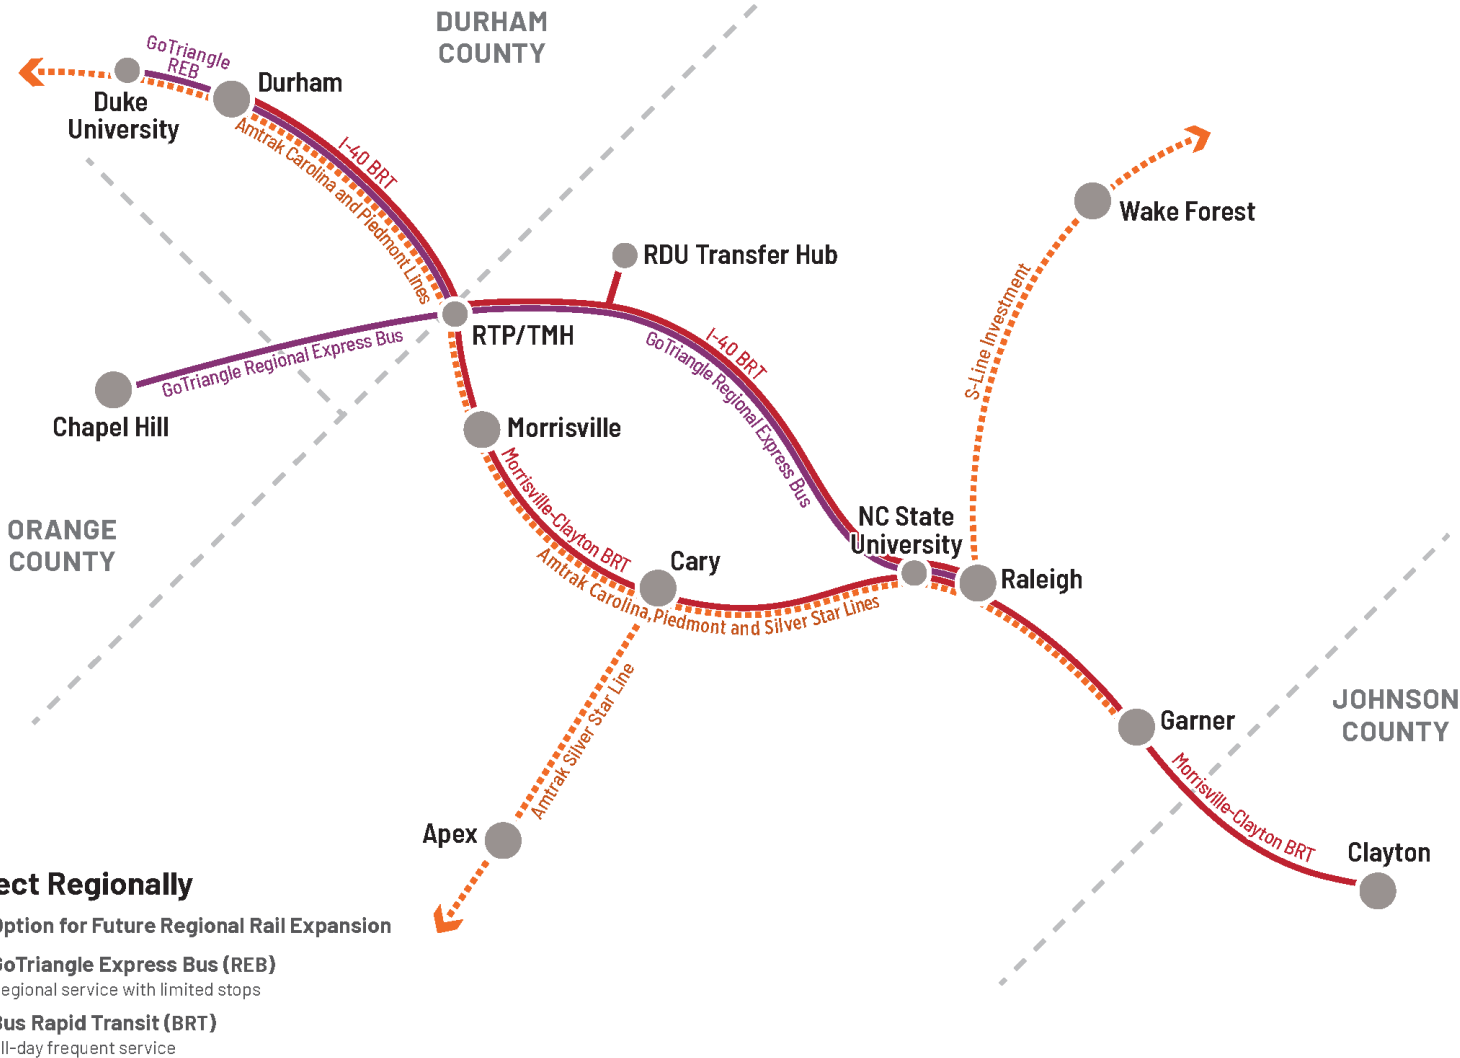 DURHAM
COUNTY
GoTriangle
REB
Durham
Duke
University
I-40 BRT
Amtrak Carolina and Piedmont Lines
Wake Forest
RDU Transfer Hub
RTP/TMH
S-Line Investment
I-40 BRT
GoTriangle Regional Express Bus
GoTriangle Regional Express Bus
Chapel Hill
Morrisville
Morrisville-Clayton BRT
ORANGE
COUNTY
NC State
University
Cary
Raleigh
Amtrak Carolina, Piedmont and Silver Star Lines
Amtrak Silver Star Line
JOHNSON
COUNTY
Garner
Morrisville-Clayton BRT
Apex
Clayton
ect Regionally
Option for Future Regional Rail Expansion
GoTriangle Express Bus (REB)
egional service with limited stops
Bus Rapid Transit (BRT)
ll-day frequent service